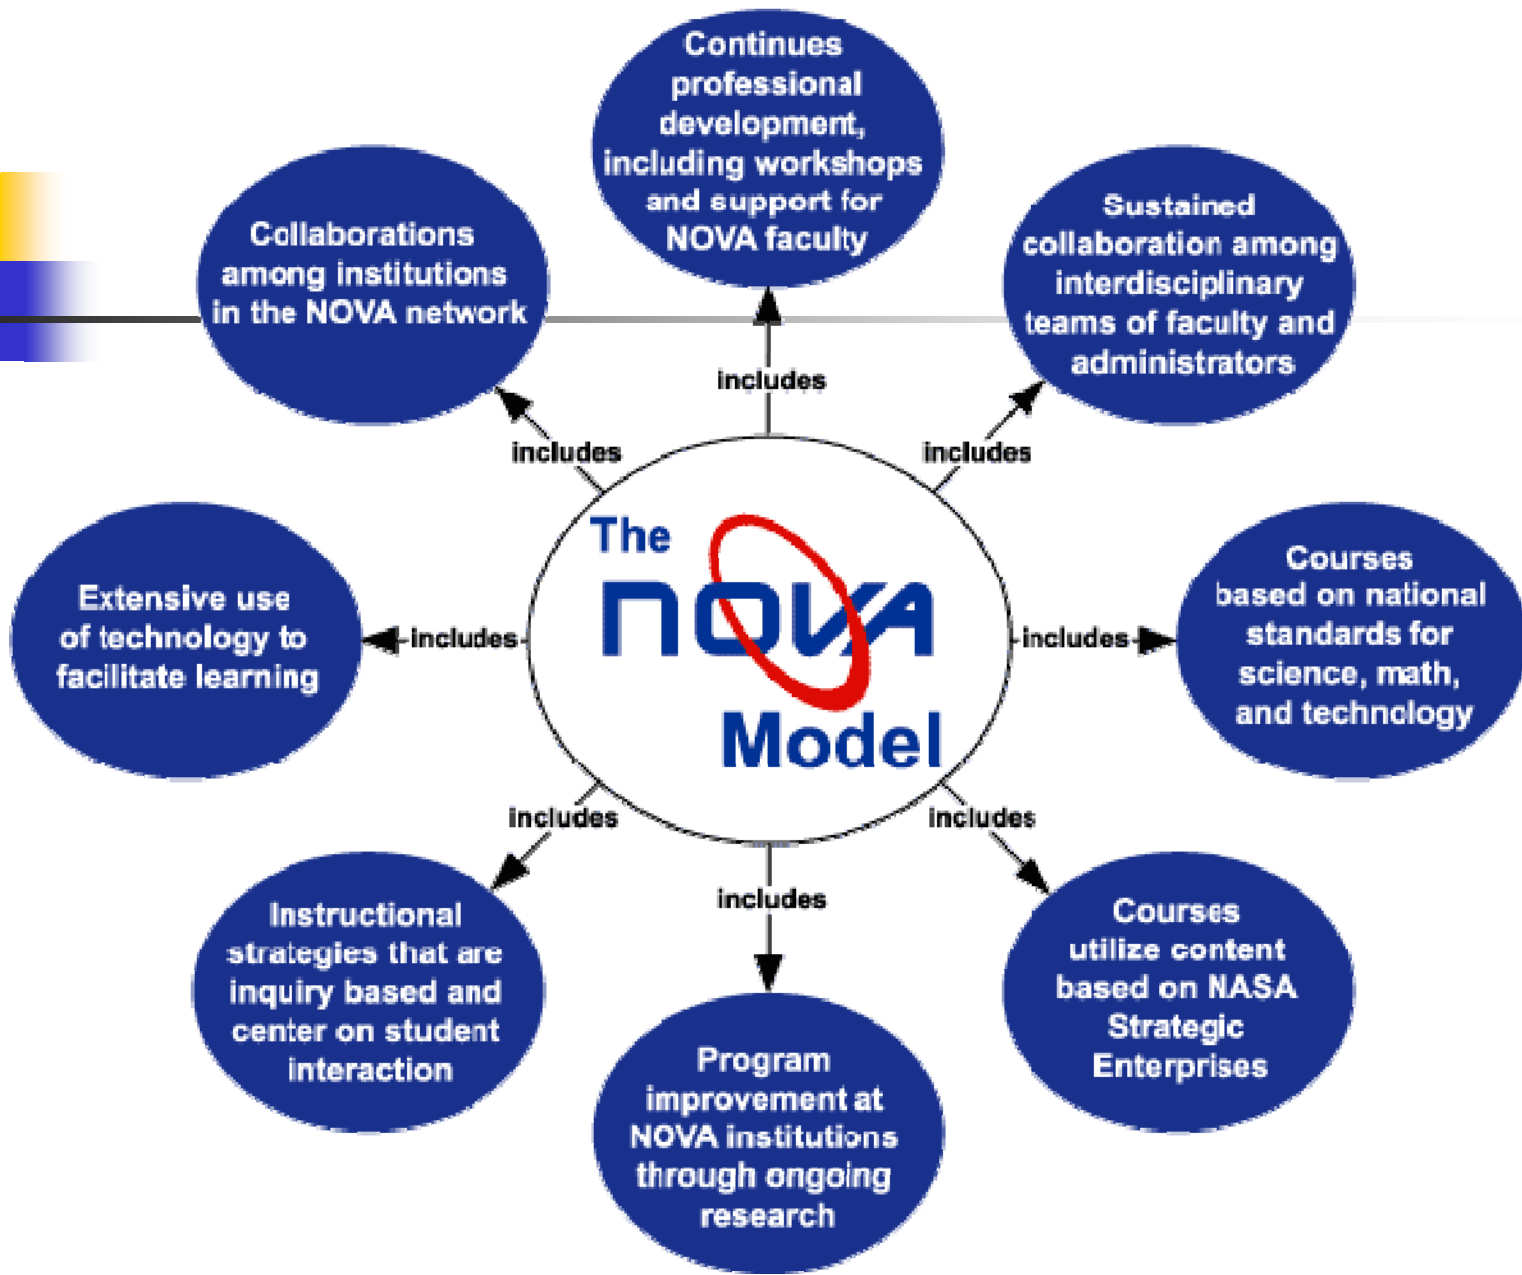 Continues
professional
development,
including workshops
and support for
NOVA faculty
Collaborations
among institutions
in the NOVA network
Sustained
collaboration among
interdisciplinary
teams of faculty and
administrators
includes
includes
includes
The
NOVA
Model
Extensive use
of technology to
facilitate learning
includes
includes
Courses
based on national
standards for
science, math,
and technology
includes
includes
includes
Instructional
strategies that are
inquiry based and
center on student
interaction
Program
improvement at
NOVA institutions
through ongoing
research
Courses
utilize content
based on NASA
Strategic
Enterprises